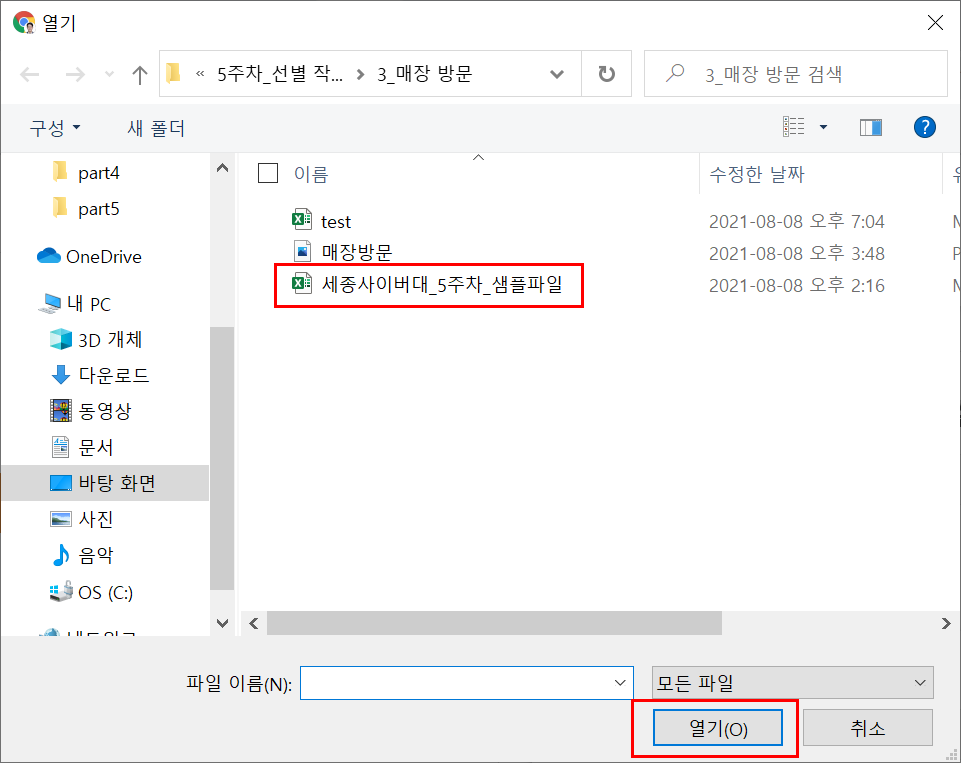 열기
« 5주차_선별 작... > 3_매장 방문
3_매장 방문 검색
구성
새 폴더
part4
part5
OneDrive
내 PC
3D 개체
다운로드
동영상
문서
바탕 화면
사진
음악
OS (C:)
이름
수정한 날짜
test
2021-08-08 오후 7:04
매장방문
2021-08-08 오후 3:48
세종사이버대_5주차_샘플파일
2021-08-08 오후 2:16
파일 이름(N):
모든 파일
열기(O)
취소